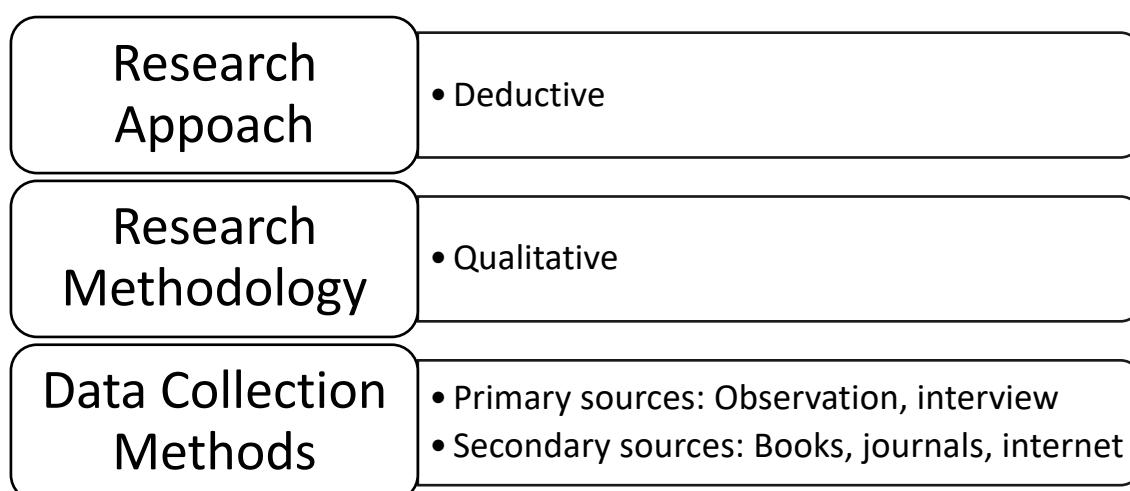 Research
Appoach
• Deductive
Research
Methodology
• Qualitative
Data Collection
Methods
• Primary sources: Observation, interview
• Secondary sources: Books, journals, internet